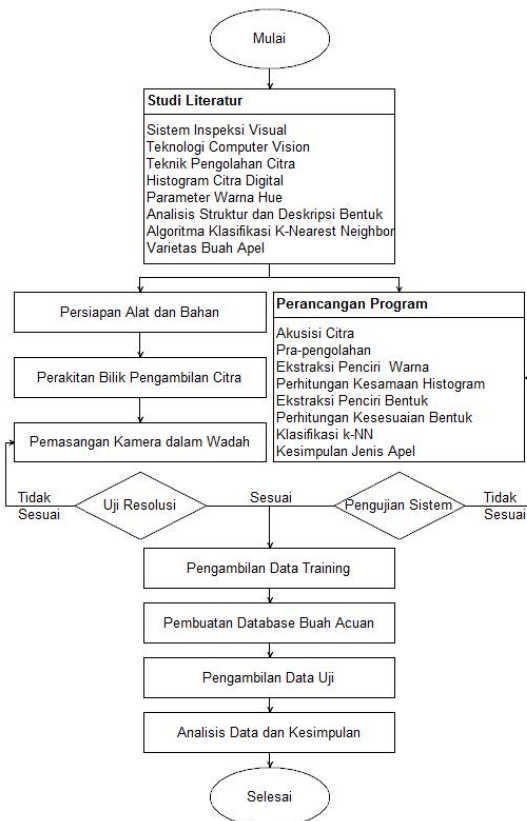 Mulai
Studi Literatur
Sistem Inspeksi Visual
Teknologi Computer Vision
Teknik Pengolahan Citra
Histogram Citra Digital
Parameter Warna Hue
Analisis Struktur dan Deskripsi Bentuk
Algoritma Klasifikasi K-Nearest Neighbor
Varietas Buah Apel
Persiapan Alat dan Bahan
Perakitan Bilik Pengambilan Citra
Pemasangan Kamera dalam Wadah
Perancangan Program
Akusisi Citra
Pra-pengolahan
Ekstraksi Penciri Warna
Perhitungan Kesamaan Histogram
Ekstraksi Penciri Bentuk
Perhitungan Kesesuaian Bentuk
Klasifikasi k-NN
Kesimpulan Jenis Apel
Tidak
Sesuai
Uji Resolusi
Sesuai
Pengujian Sistem
Tidak
Sesuai
Pengambilan Data Training
Pembuatan Database Buah Acuan
Pengambilan Data Uji
Analisis Data dan Kesimpulan
Selesai